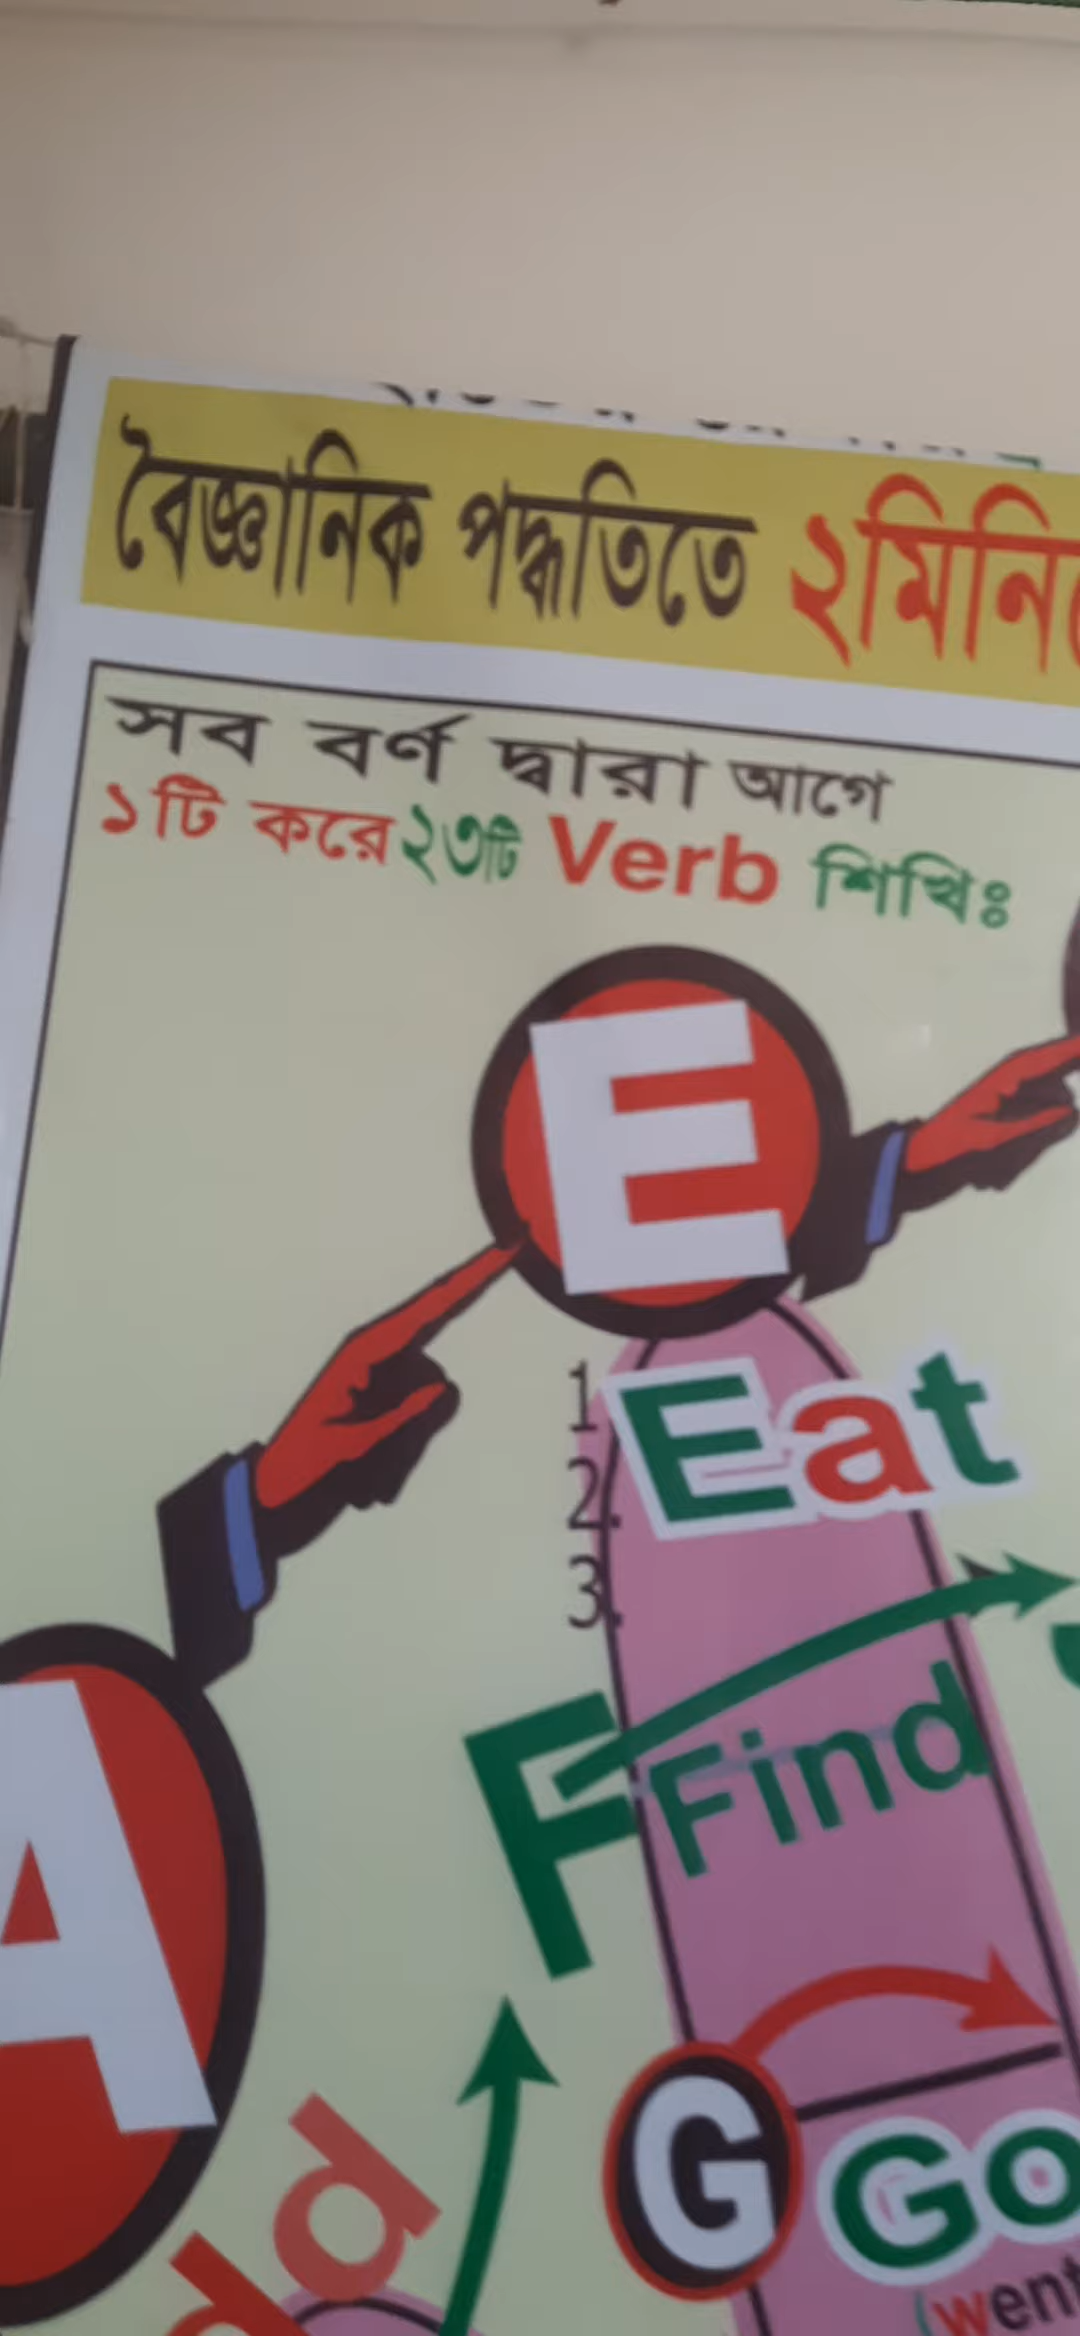 বৈজ্ঞানিক পদ্ধতিতে ২মিনি
সব বর্ণ দ্বারা আগে
১টি করে ২৩টি Verb শিখিঃ
E
1 Eat
2.
3.
F Find
A
G Go
(went